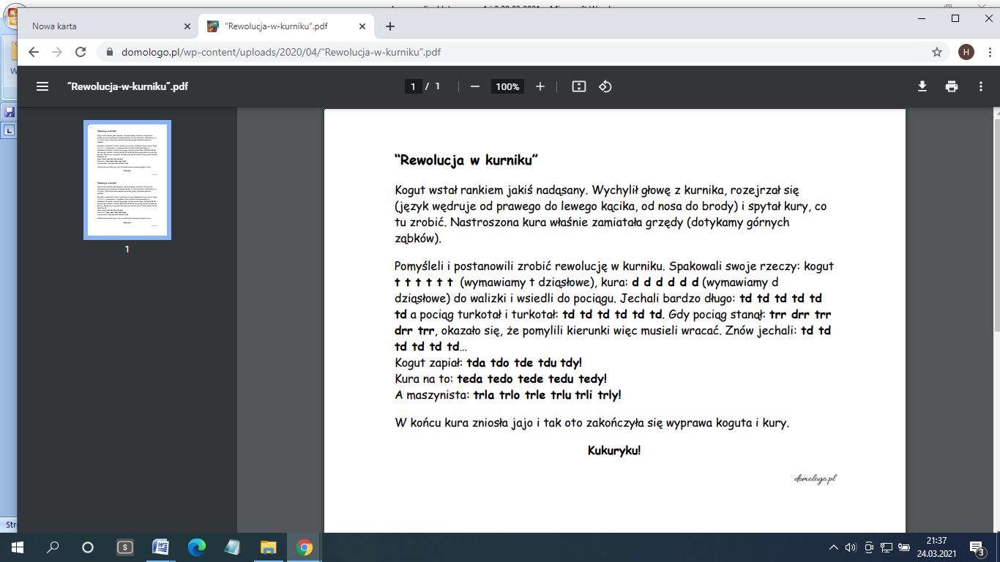 Nowa karta
“Rewolucja-w-kurniku”.pdf
domologo.pl/wp-content/uploads/2020/04/“Rewolucja-w-kurniku”.pdf
H
“Rewolucja-w-kurniku”.pdf
1 / 1
100%
1
“Rewolucja w kurniku”
Kogut wstał rankiem jakiś nadąsany. Wychylił głowę z kurnika, rozejrzał się
(język wędruje od prawego do lewego kącika, od nosa do brody) i spytał kury, co
tu zrobić. Nastroszona kura właśnie zamiatała grzędy (dotykamy górnych
ząbków).
Pomyśleli i postanowili zrobić rewolucję w kurniku. Spakowali swoje rzeczy: kogut
t t t t t t (wymawiamy t dziąsłowe), kura: d d d d d d (wymawiamy d
dziąsłowe) do walizki i wsiedli do pociągu. Jechali bardzo długo: td td td td td
td a pociąg turkotał i turkotał: td td td td td td. Gdy pociąg stanął: trr drr trr
drr trr, okazało się, że pomylili kierunki więc musieli wracać. Znów jechali: td td
td td td td…
Kogut zapiał: tda tdo tde tdu tdy!
Kura na to: teda tedo tede tedu tedy!
A maszynista: trla trlo trle trlu trli trly!
W końcu kura zniosła jajo i tak oto zakończyła się wyprawa koguta i kury.
Kukuryku!
domologo.pl
Str
21:37
24.03.2021
3